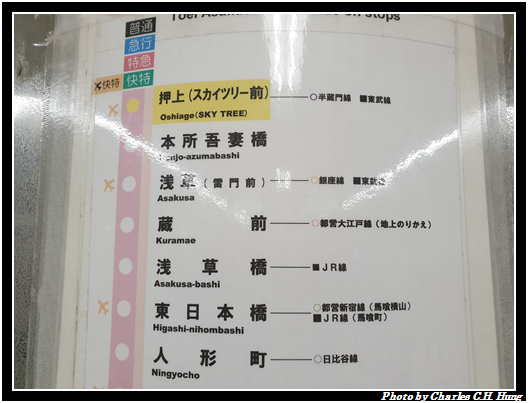 Toei Asakusa
on stops
普通
急行
特急
快特 快特
押上(スカイツリー前) 半蔵門線 ■東武線
Oshiage(SKY TREE)
本所吾妻橋
Honjo-azumabashi
浅草(雷門前) 銀座線 ■東武線
Asakusa
蔵前 都営大江戸線(地上のりかえ)
Kuramae
浅草橋 ■JR線
Asakusa-bashi
東日本橋 都営新宿線(馬喰横山)
■JR線(馬喰町)
Higashi-nihombashi
人形町 日比谷線
Ningyocho
Photo by Charles C.H. Hung